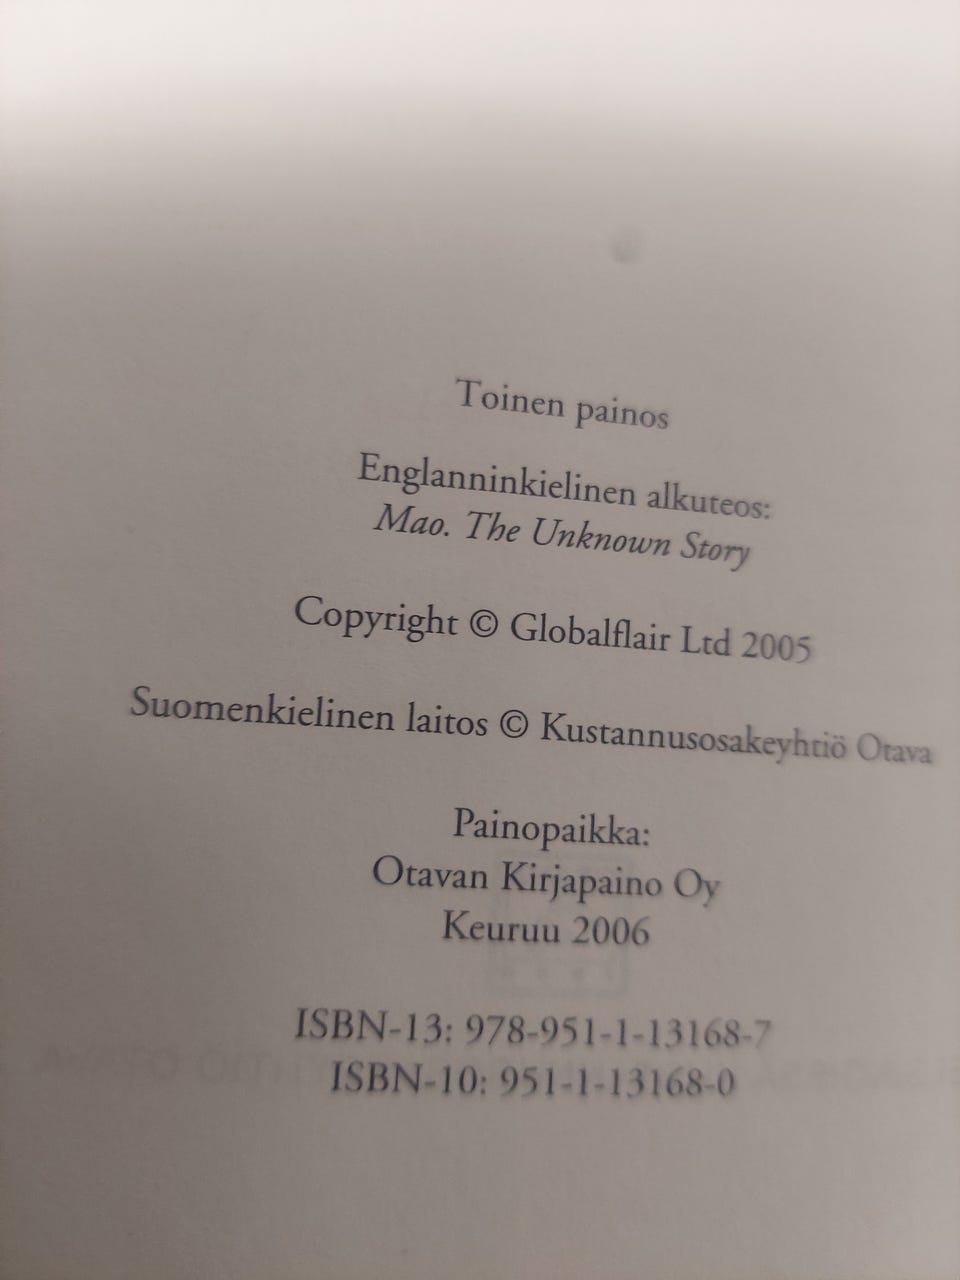 Toinen painos
Englanninkielinen alkuteos:
Mao. The Unknown Story
Copyright © Globalflair Ltd 2005
Suomenkielinen laitos © Kustannusosakeyhtiö Otava
Painopaikka:
Otavan Kirjapaino Oy
Keuruu 2006
ISBN-13: 978-951-1-13168-7
ISBN-10: 951-1-13168-0